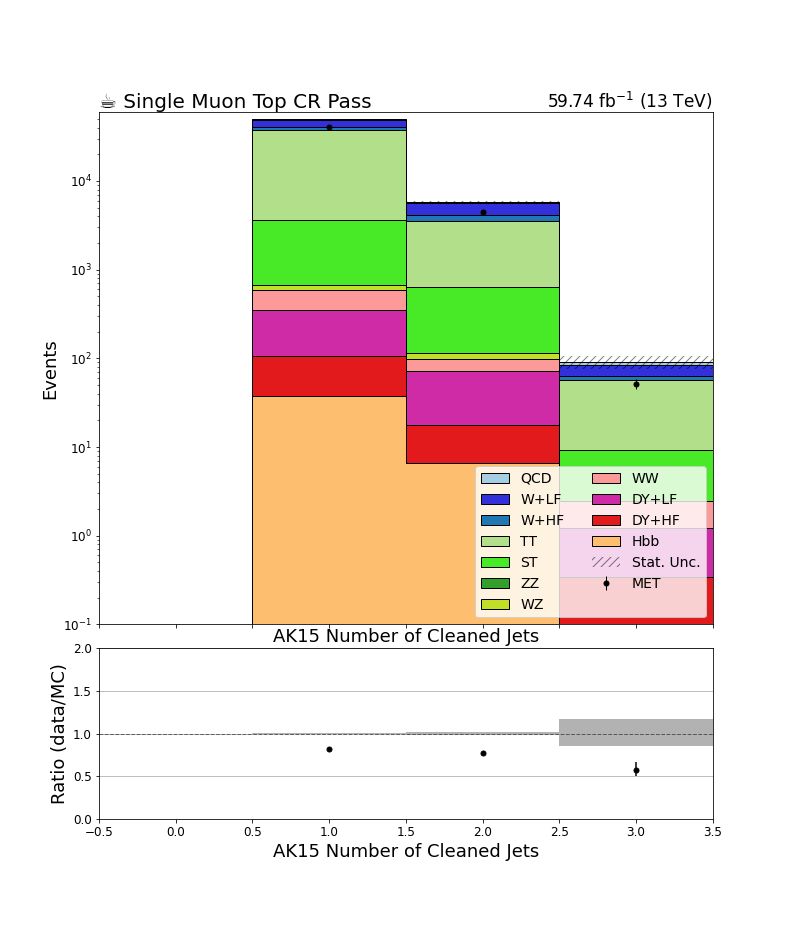 ☕ Single Muon Top CR Pass 59.74 fb⁻¹ (13 TeV)
Events
10⁴
10³
10²
10¹
10⁰
10⁻¹
QCD
W+LF
W+HF
TT
ST
ZZ
WZ
WW
DY+LF
DY+HF
Hbb
Stat. Unc.
MET
AK15 Number of Cleaned Jets
Ratio (data/MC)
2.0
1.5
1.0
0.5
0.0
−0.5 0.0 0.5 1.0 1.5 2.0 2.5 3.0 3.5
AK15 Number of Cleaned Jets